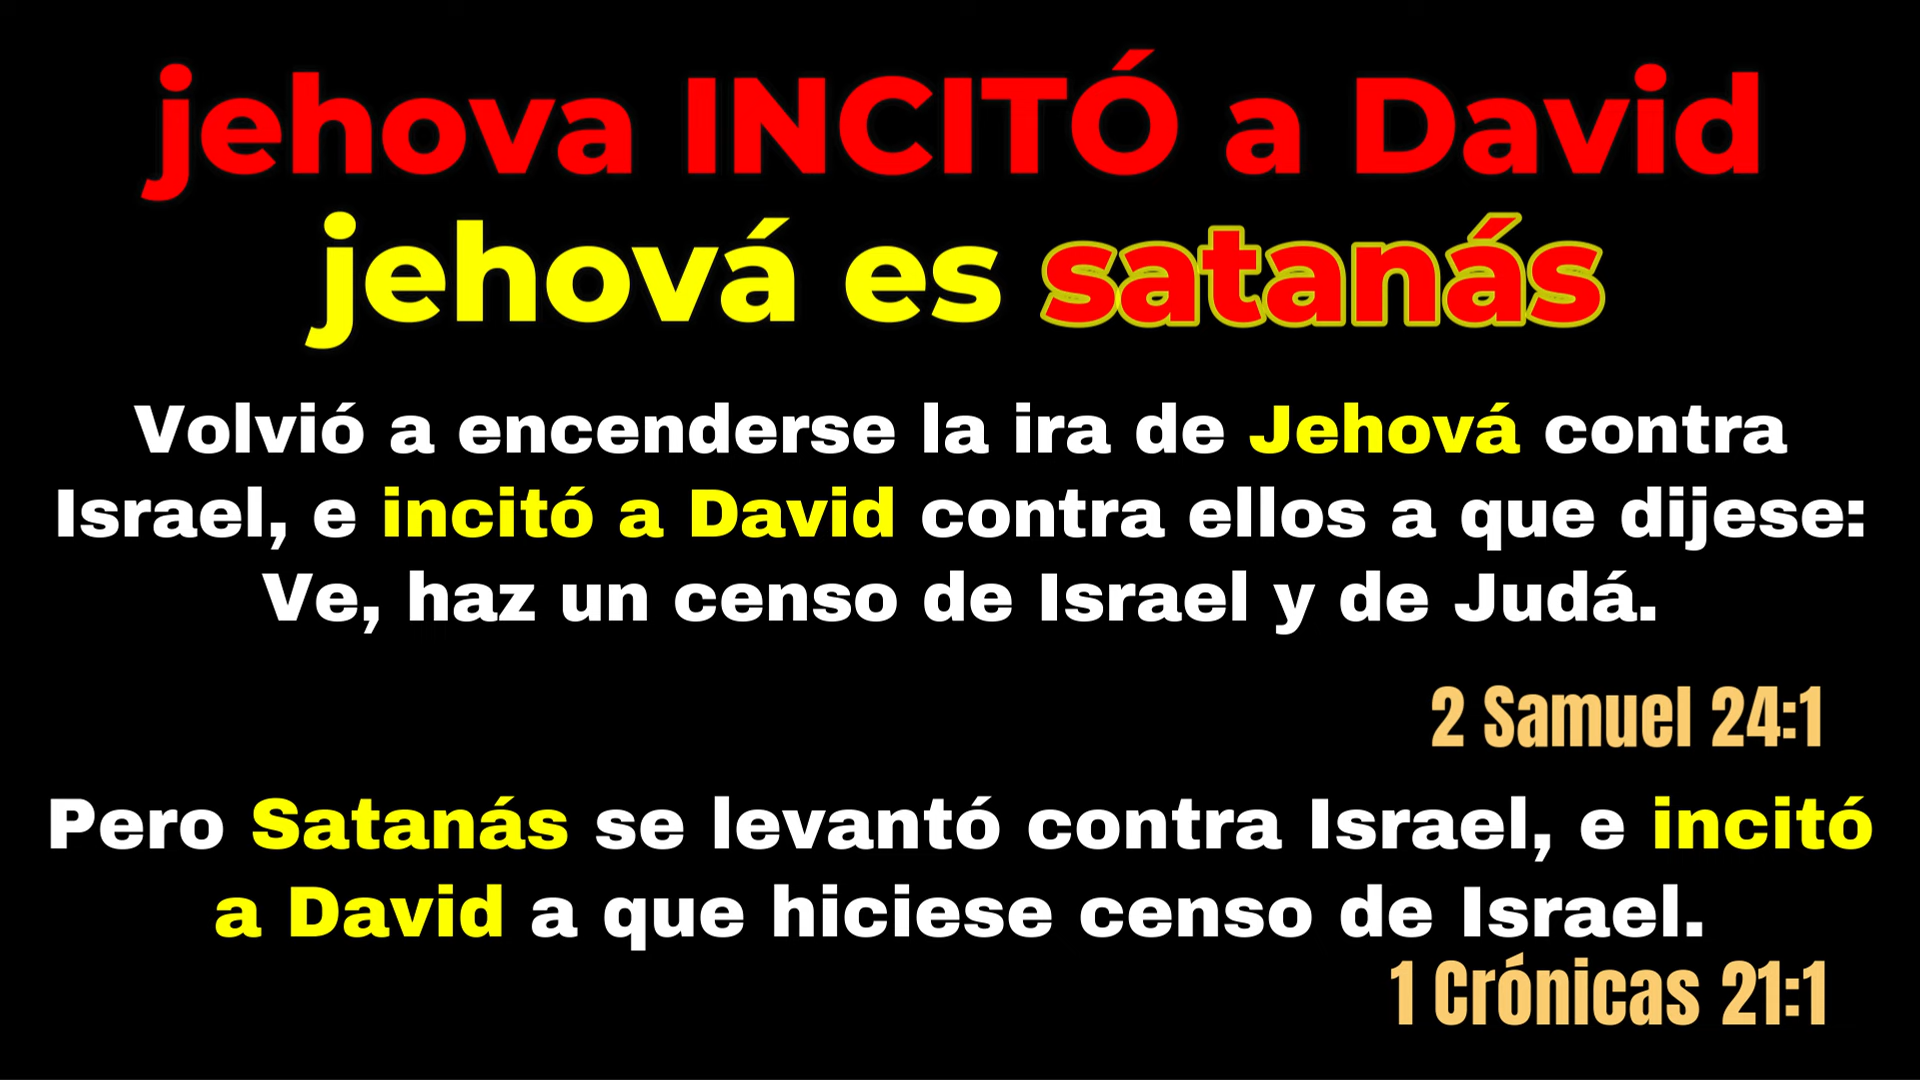 jehova INCITÓ a David
jehová es satanás
Volvió a encenderse la ira de Jehová contra
Israel, e incitó a David contra ellos a que dijese:
Ve, haz un censo de Israel y de Judá.
2 Samuel 24:1
Pero Satanás se levantó contra Israel, e incitó
a David a que hiciese censo de Israel.
1 Crónicas 21:1